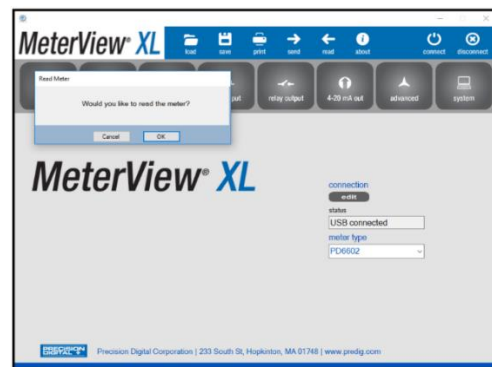 MeterView® XL
load save print send read about connect disconnect
Read Meter
Would you like to read the meter?
Cancel OK
put relay output 4-20 mA out advanced system
MeterView® XL
connection
edit
status
USB connected
meter type
PD6602
PRECISION DIGITAL
Precision Digital Corporation | 233 South St, Hopkinton, MA 01748 | www.predig.com